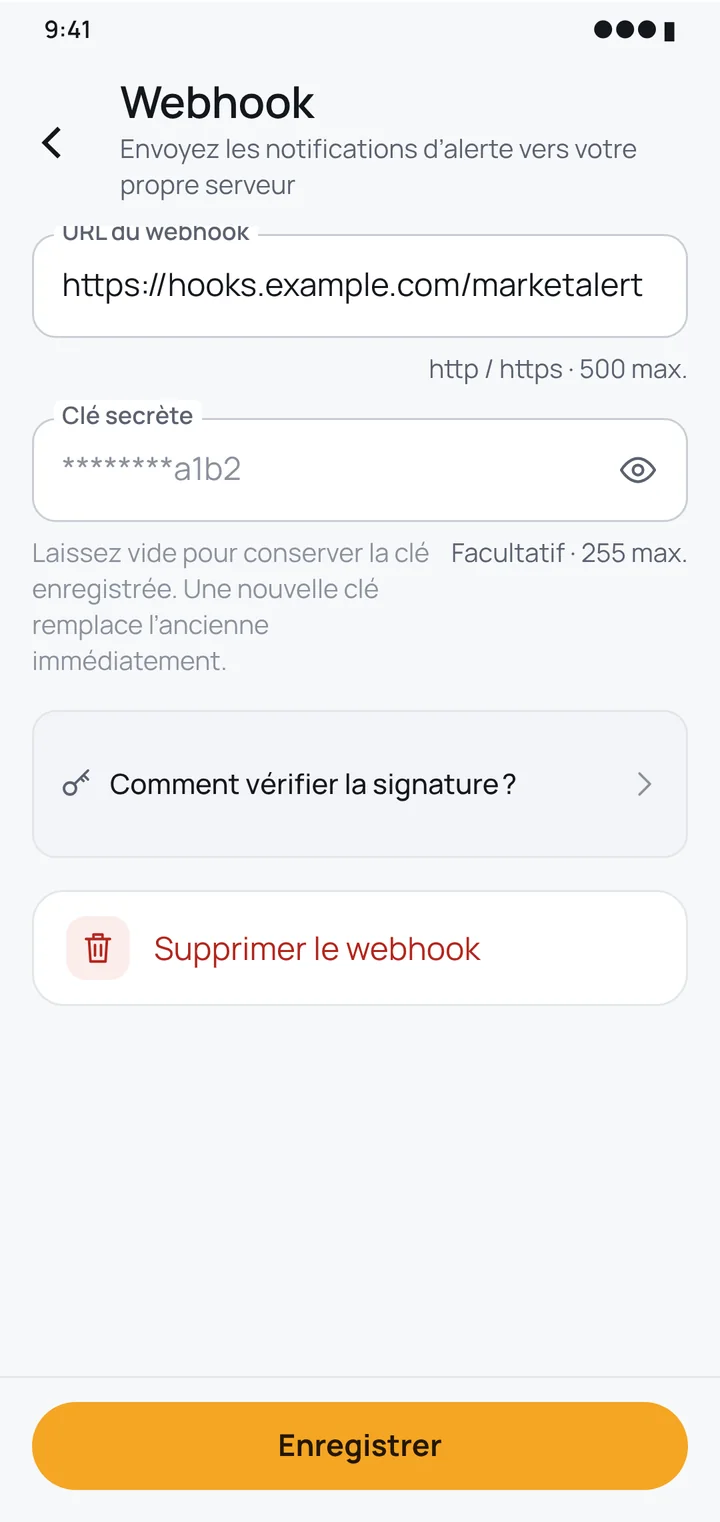 9:41
Webhook
Envoyez les notifications d’alerte vers votre
propre serveur
URL du webhook
https://hooks.example.com/marketalert
http / https · 500 max.
Clé secrète
********a1b2
Laissez vide pour conserver la clé
enregistrée. Une nouvelle clé
remplace l’ancienne
immédiatement.
Facultatif · 255 max.
Comment vérifier la signature ?
Supprimer le webhook
Enregistrer